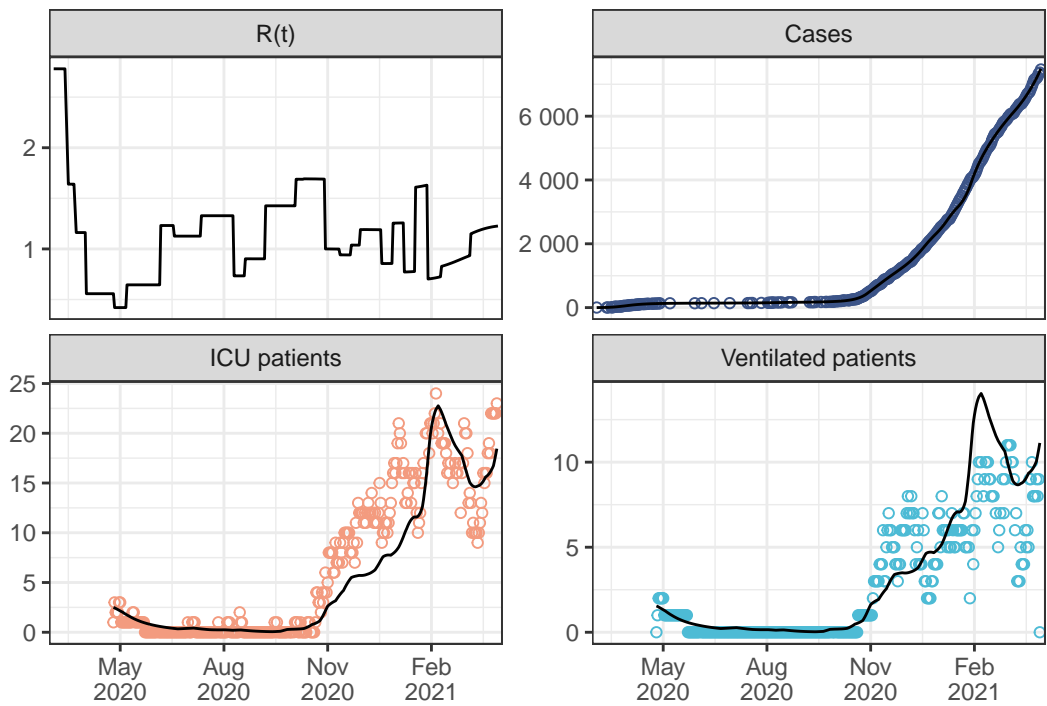 R(t)
Cases
2
1
6 000
4 000
2 000
0
ICU patients
Ventilated patients
25
20
15
10
5
0
10
5
0
May
2020
Aug
2020
Nov
2020
Feb
2021
May
2020
Aug
2020
Nov
2020
Feb
2021